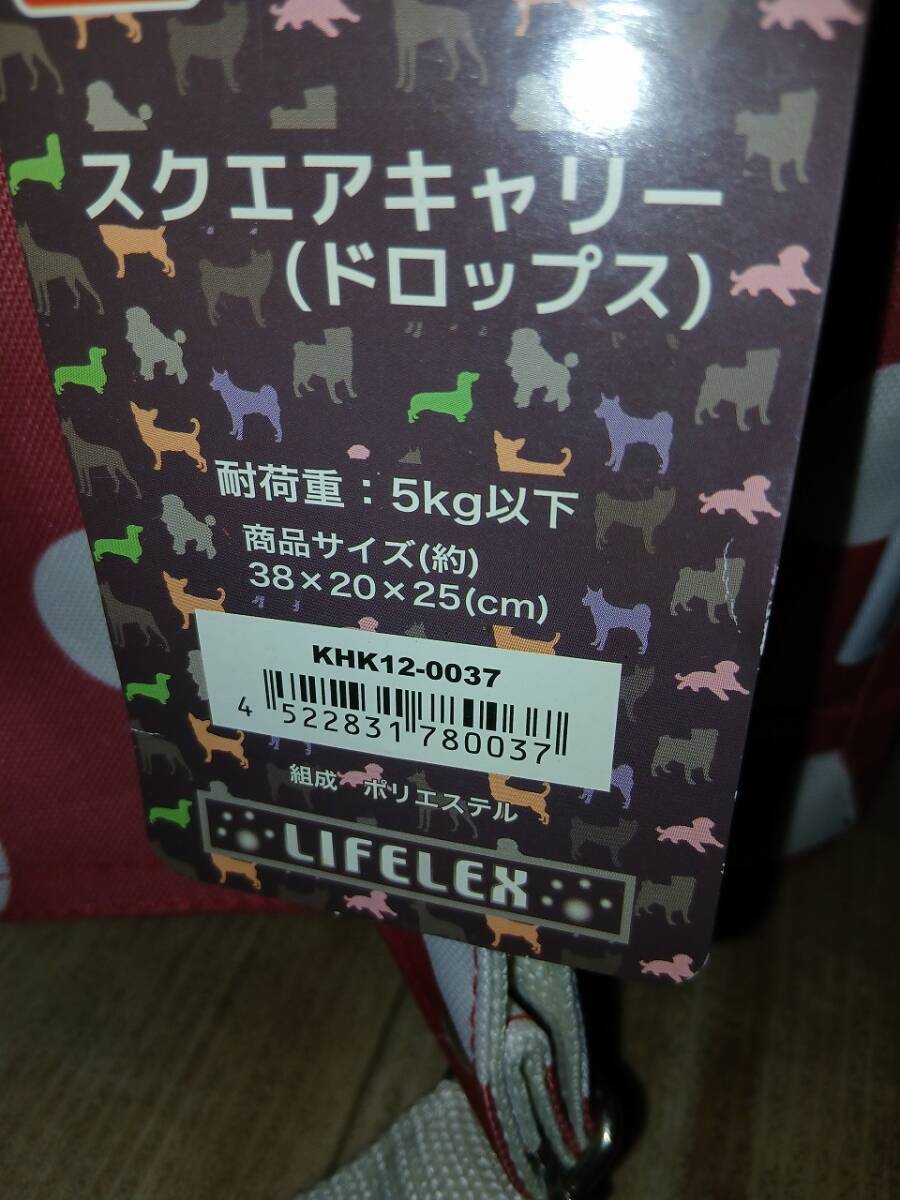 スクエアキャリー
(ドロップス)
耐荷重：5kg以下
商品サイズ(約)
38×20×25(cm)
KHK12-0037
4 522831 780037
組成 ポリエステル
LIFELEX